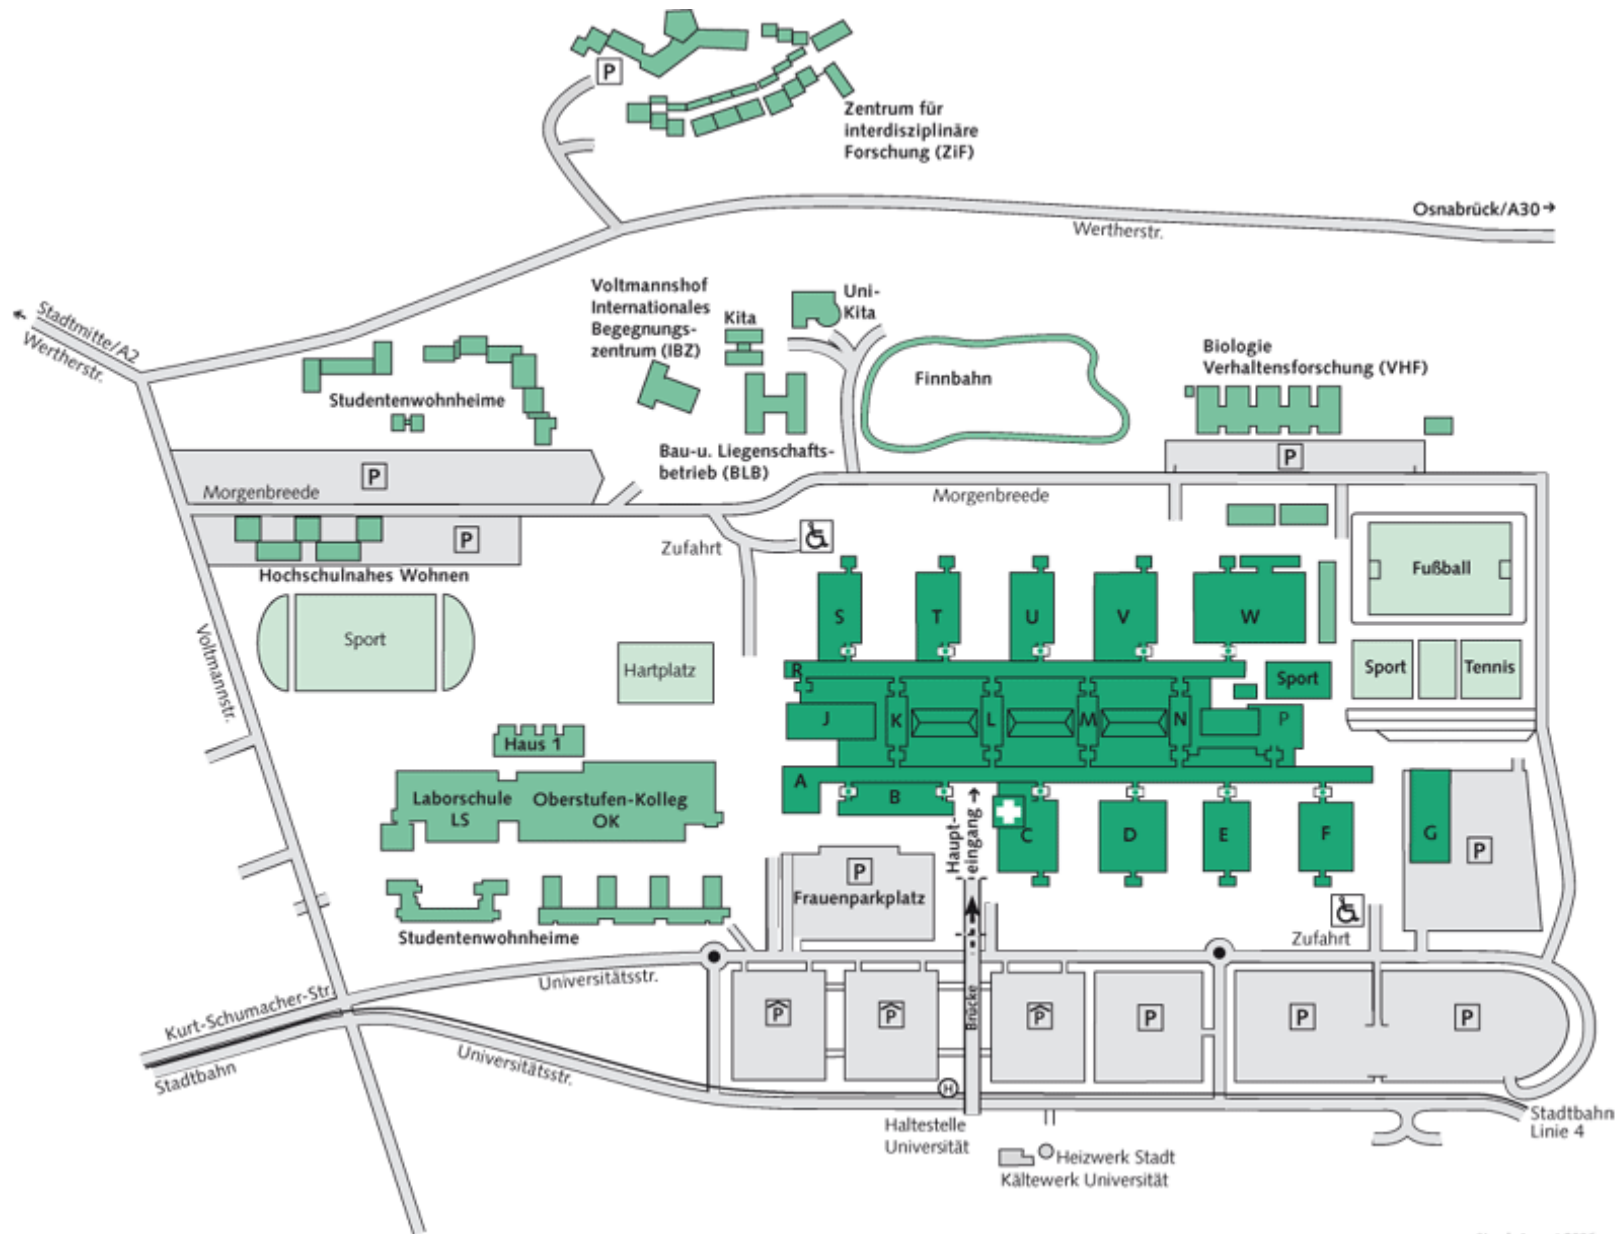 P
Zentrum für
interdisziplinäre
Forschung (ZiF)
Osnabrück/A30→
Wertherstr.
Stadtmitte/A2
Wertherstr.
Voltmannshof
Internationales
Begegnungs-
zentrum (IBZ)
Kita
Uni-
Kita
Finnbahn
Biologie
Verhaltensforschung (VHF)
Studentenwohnheime
Bau-u. Liegenschafts-
betrieb (BLB)
P
P
Morgenbreede
Morgenbreede
P
Zufahrt
Hochschulnahes Wohnen
Fußball
Sport
Voltmannstr.
Hartplatz
S
T
U
V
W
R
Sport
Sport
Tennis
J
K
L
M
N
P
Haus 1
A
B
Laborschule
LS
Oberstufen-Kolleg
OK
Haupt-
eingang
C
D
E
F
G
P
P
Frauenparkplatz
Studentenwohnheime
Zufahrt
Universitätsstr.
Kurt-Schumacher-Str.
Stadtbahn
Universitätsstr.
P
P
Brücke
P
P
P
P
H
Haltestelle
Universität
Stadtbahn
Linie 4
Heizwerk Stadt
Kältewerk Universität